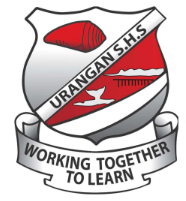 URANGAN S.H.S
WORKING TOGETHER
TO LEARN